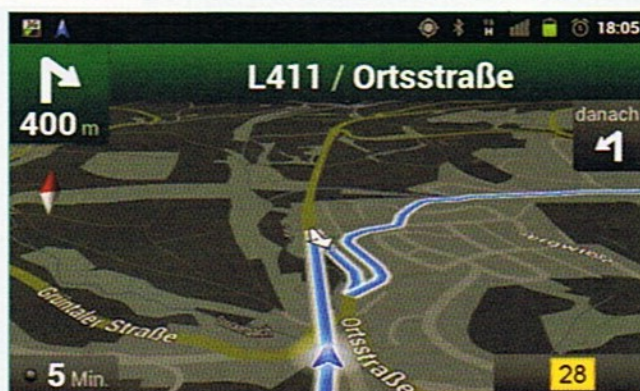 18:05
L411 / Ortsstraße
400 m
danach
Grüntaler Straße
Ortsstraße
5 Min.
28